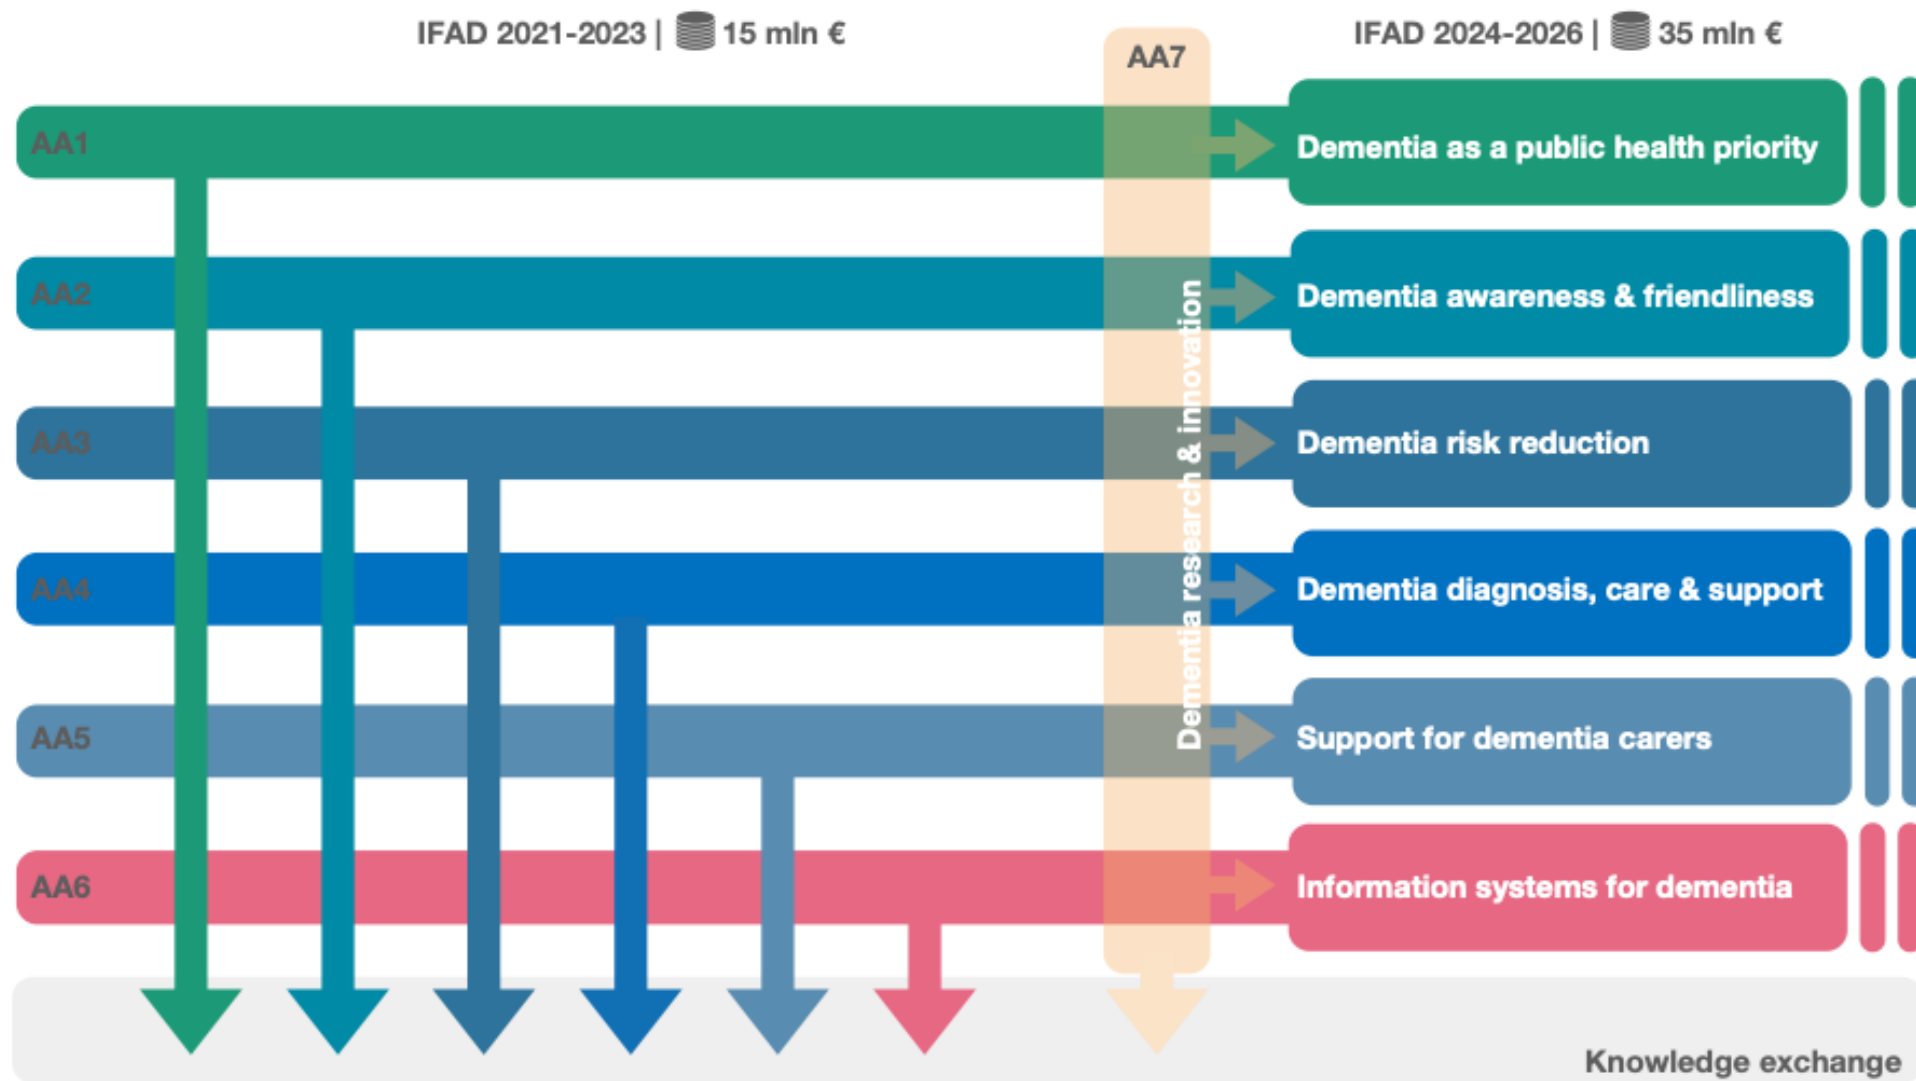 IFAD 2021-2023 | 15 mln €
IFAD 2024-2026 | 35 mln €
AA7
AA1
Dementia as a public health priority
AA2
Dementia awareness & friendliness
AA3
Dementia risk reduction
AA4
Dementia diagnosis, care & support
AA5
Support for dementia carers
AA6
Information systems for dementia
Dementia research & innovation
Knowledge exchange